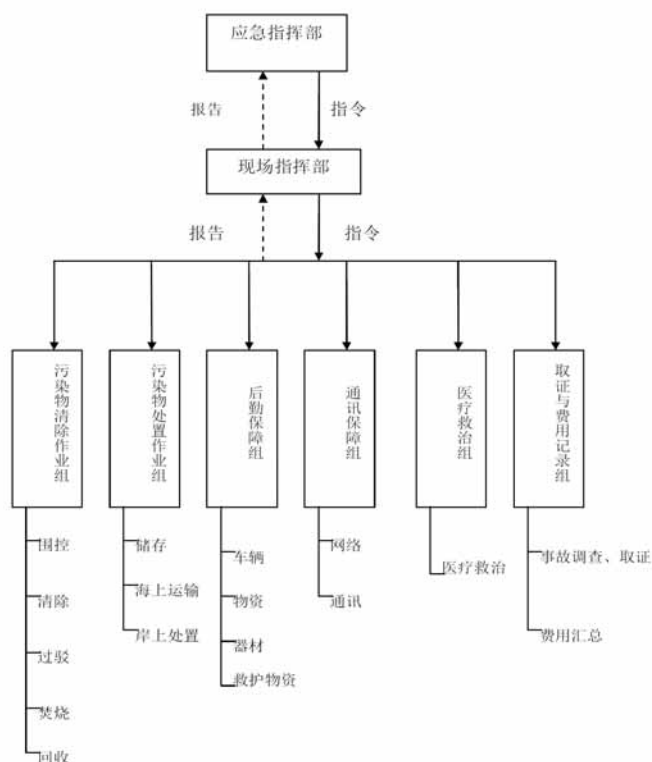 应急指挥部
报告
指令
现场指挥部
报告
指令
污染物清除作业组
污染物处置作业组
后勤保障组
通讯保障组
医疗救治组
取证与费用记录组
围控
清除
过驳
焚烧
回收
储存
海上运输
岸上处置
车辆
物资
器材
救护物资
网络
通讯
医疗救治
事故调查、取证
费用汇总